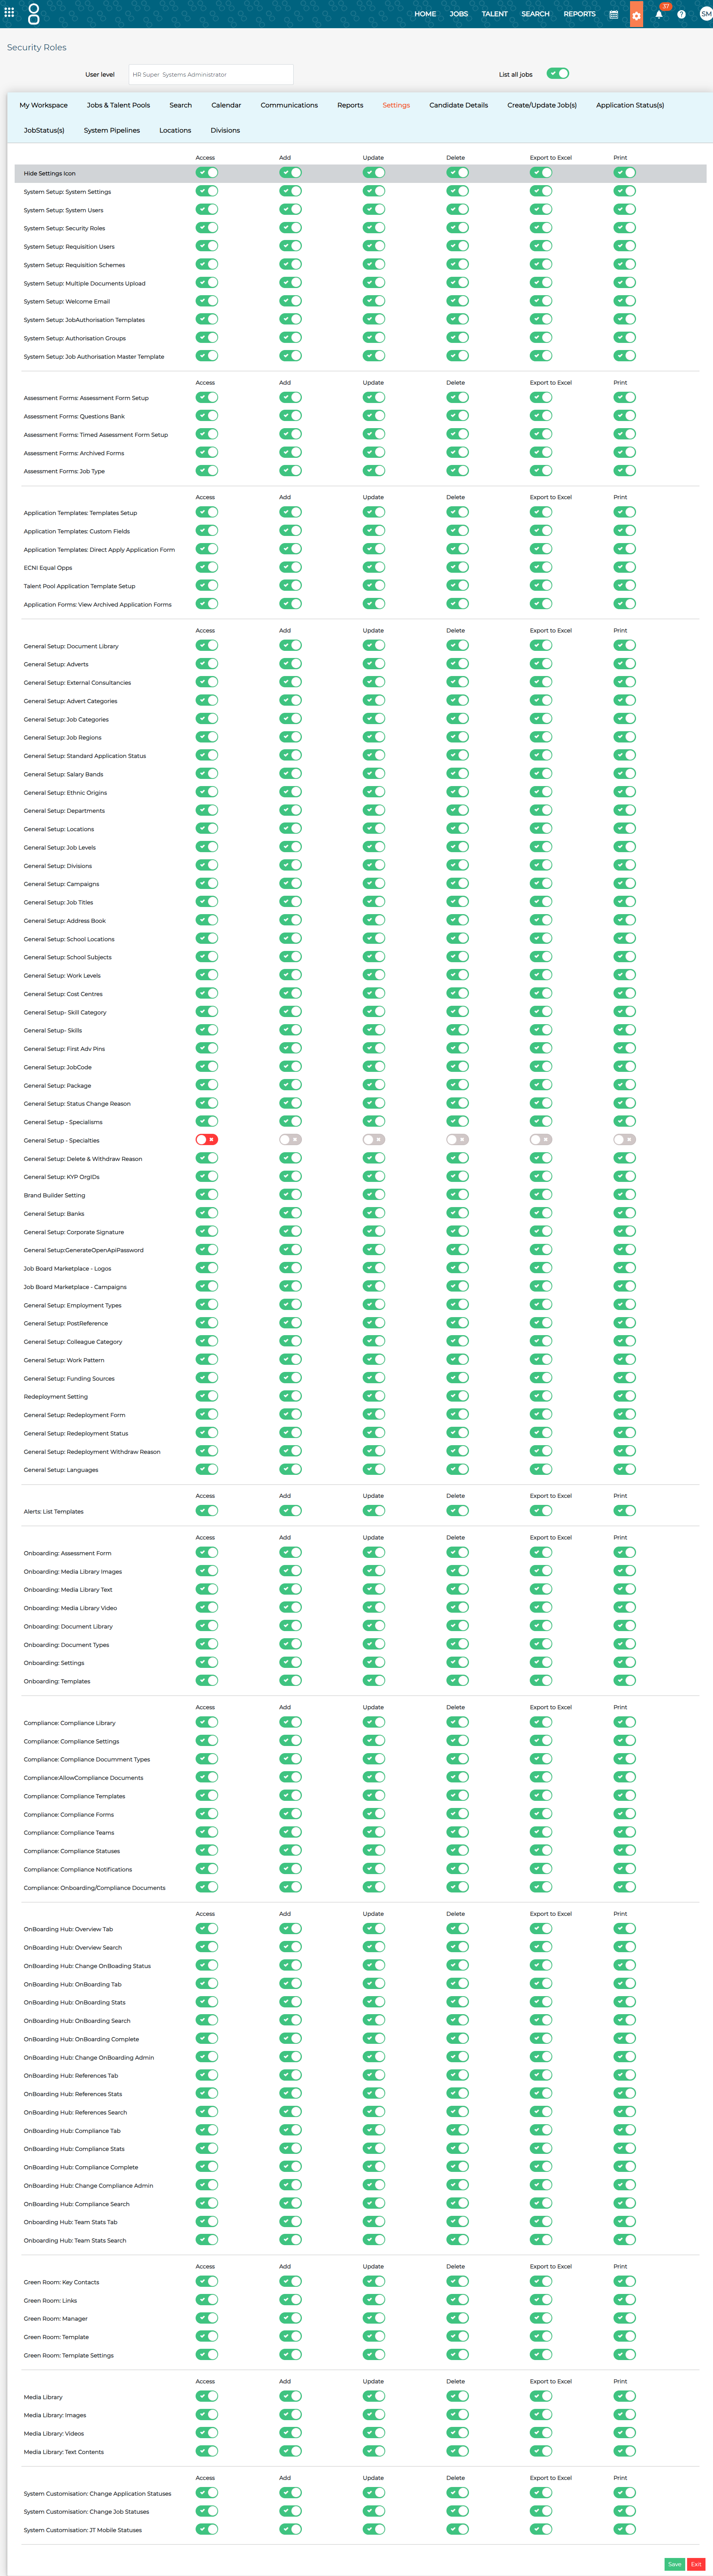 HOME JOBS TALENT SEARCH REPORTS 37 SM
Security Roles
User level HR Super Systems Administrator List all jobs
My Workspace Jobs & Talent Pools Search Calendar Communications Reports Settings Candidate Details Create/Update Job(s) Application Status(s)
JobStatus(s) System Pipelines Locations Divisions
Access Add Update Delete Export to Excel Print
Hide Settings Icon
System Setup: System Settings
System Setup: System Users
System Setup: Security Roles
System Setup: Requisition Users
System Setup: Requisition Schemes
System Setup: Multiple Documents Upload
System Setup: Welcome Email
System Setup: JobAuthorisation Templates
System Setup: Authorisation Groups
System Setup: Job Authorisation Master Template
Access Add Update Delete Export to Excel Print
Assessment Forms: Assessment Form Setup
Assessment Forms: Questions Bank
Assessment Forms: Timed Assessment Form Setup
Assessment Forms: Archived Forms
Assessment Forms: Job Type
Access Add Update Delete Export to Excel Print
Application Templates: Templates Setup
Application Templates: Custom Fields
Application Templates: Direct Apply Application Form
ECNI Equal Opps
Talent Pool Application Template Setup
Application Forms: View Archived Application Forms
Access Add Update Delete Export to Excel Print
General Setup: Document Library
General Setup: Adverts
General Setup: External Consultancies
General Setup: Advert Categories
General Setup: Job Categories
General Setup: Job Regions
General Setup: Standard Application Status
General Setup: Salary Bands
General Setup: Ethnic Origins
General Setup: Departments
General Setup: Locations
General Setup: Job Levels
General Setup: Divisions
General Setup: Campaigns
General Setup: Job Titles
General Setup: Address Book
General Setup: School Locations
General Setup: School Subjects
General Setup: Work Levels
General Setup: Cost Centres
General Setup- Skill Category
General Setup- Skills
General Setup: First Adv Pins
General Setup: JobCode
General Setup: Package
General Setup: Status Change Reason
General Setup - Specialisms
General Setup - Specialties
General Setup: Delete & Withdraw Reason
General Setup: KYP OrgIDs
Brand Builder Setting
General Setup: Banks
General Setup: Corporate Signature
General Setup:GenerateOpenApiPassword
Job Board Marketplace - Logos
Job Board Marketplace - Campaigns
General Setup: Employment Types
General Setup: PostReference
General Setup: Colleague Category
General Setup: Work Pattern
General Setup: Funding Sources
Redeployment Setting
General Setup: Redeployment Form
General Setup: Redeployment Status
General Setup: Redeployment Withdraw Reason
General Setup: Languages
Access Add Update Delete Export to Excel Print
Alerts: List Templates
Access Add Update Delete Export to Excel Print
Onboarding: Assessment Form
Onboarding: Media Library Images
Onboarding: Media Library Text
Onboarding: Media Library Video
Onboarding: Document Library
Onboarding: Document Types
Onboarding: Settings
Onboarding: Templates
Access Add Update Delete Export to Excel Print
Compliance: Compliance Library
Compliance: Compliance Settings
Compliance: Compliance Documment Types
Compliance:AllowCompliance Documents
Compliance: Compliance Templates
Compliance: Compliance Forms
Compliance: Compliance Teams
Compliance: Compliance Statuses
Compliance: Compliance Notifications
Compliance: Onboarding/Compliance Documents
Access Add Update Delete Export to Excel Print
OnBoarding Hub: Overview Tab
OnBoarding Hub: Overview Search
OnBoarding Hub: Change OnBoading Status
OnBoarding Hub: OnBoarding Tab
OnBoarding Hub: OnBoarding Stats
OnBoarding Hub: OnBoarding Search
OnBoarding Hub: OnBoarding Complete
OnBoarding Hub: Change OnBoarding Admin
OnBoarding Hub: References Tab
OnBoarding Hub: References Stats
OnBoarding Hub: References Search
OnBoarding Hub: Compliance Tab
OnBoarding Hub: Compliance Stats
OnBoarding Hub: Compliance Complete
OnBoarding Hub: Change Compliance Admin
OnBoarding Hub: Compliance Search
Onboarding Hub: Team Stats Tab
Onboarding Hub: Team Stats Search
Access Add Update Delete Export to Excel Print
Green Room: Key Contacts
Green Room: Links
Green Room: Manager
Green Room: Template
Green Room: Template Settings
Access Add Update Delete Export to Excel Print
Media Library
Media Library: Images
Media Library: Videos
Media Library: Text Contents
Access Add Update Delete Export to Excel Print
System Customisation: Change Application Statuses
System Customisation: Change Job Statuses
System Customisation: JT Mobile Statuses
Save Exit